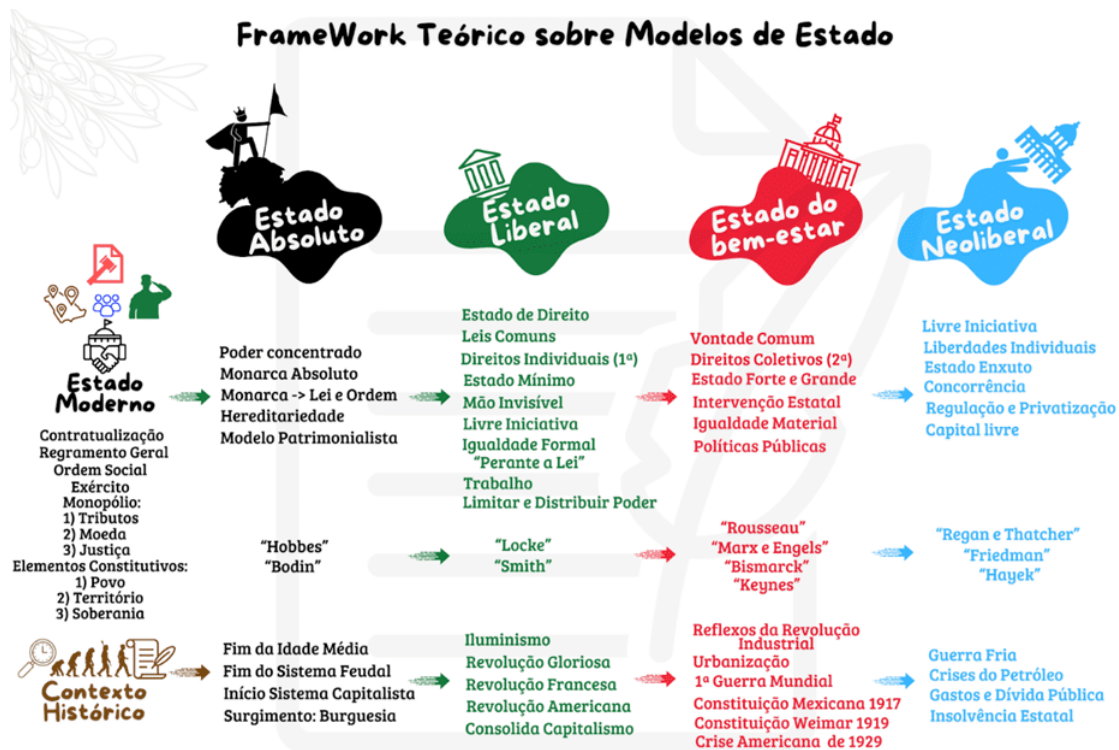 FrameWork Teórico sobre Modelos de Estado
Estado
Absoluto
Estado
Liberal
Estado do
bem-estar
Estado
Neoliberal
Estado
Moderno
Contratualização
Regramento Geral
Ordem Social
Exército
Monopólio:
1) Tributos
2) Moeda
3) Justiça
Elementos Constitutivos:
1) Povo
2) Território
3) Soberania
Poder concentrado
Monarca Absoluto
Monarca -> Lei e Ordem
Hereditariedade
Modelo Patrimonialista
Estado de Direito
Leis Comuns
Direitos Individuais (1ª)
Estado Mínimo
Mão Invisível
Livre Iniciativa
Igualdade Formal
“Perante a Lei”
Trabalho
Limitar e Distribuir Poder
Vontade Comum
Direitos Coletivos (2ª)
Estado Forte e Grande
Intervenção Estatal
Igualdade Material
Políticas Públicas
Livre Iniciativa
Liberdades Individuais
Estado Enxuto
Concorrência
Regulação e Privatização
Capital livre
“Hobbes”
“Bodin”
“Locke”
“Smith”
“Rousseau”
“Marx e Engels”
“Bismarck”
“Keynes”
“Regan e Thatcher”
“Friedman”
“Hayek”
Contexto
Histórico
Fim da Idade Média
Fim do Sistema Feudal
Início Sistema Capitalista
Surgimento: Burguesia
Iluminismo
Revolução Gloriosa
Revolução Francesa
Revolução Americana
Consolida Capitalismo
Reflexos da Revolução
Industrial
Urbanização
1ª Guerra Mundial
Constituição Mexicana 1917
Constituição Weimar 1919
Crise Americana de 1929
Guerra Fria
Crises do Petróleo
Gastos e Dívida Pública
Insolvência Estatal